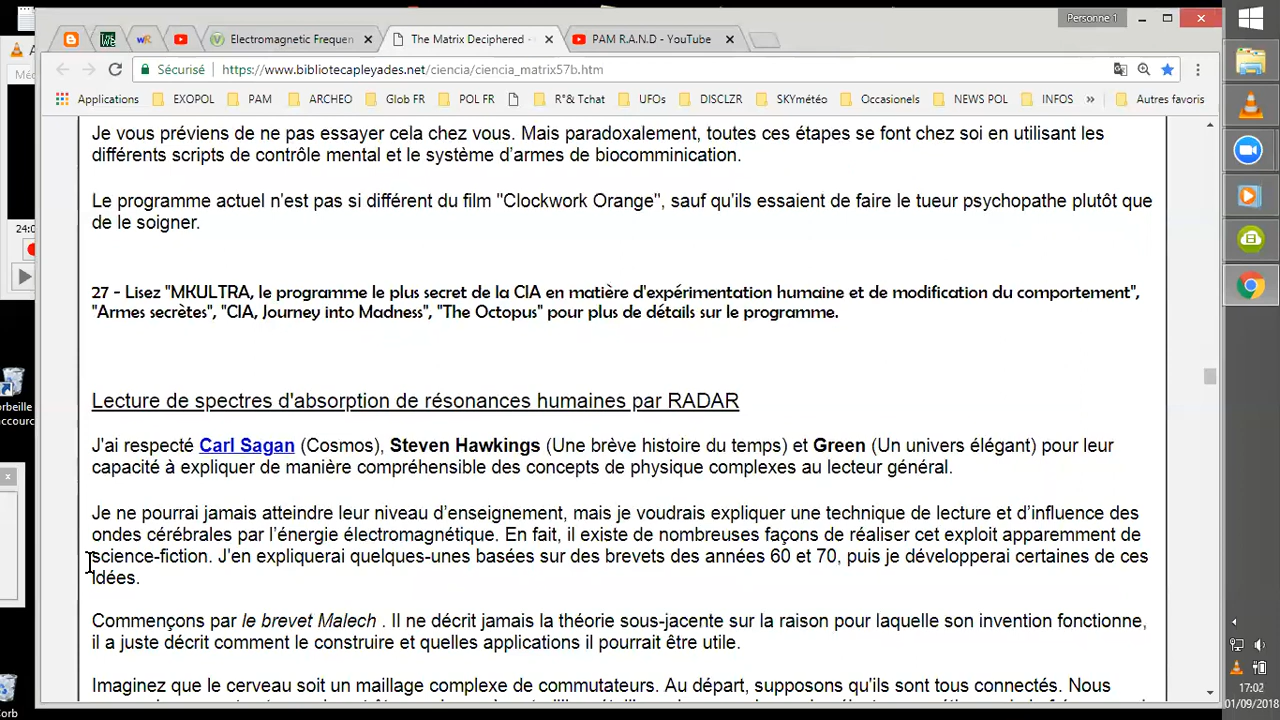 Personne 1
Electromagnetic Frequen
The Matrix Deciphered -
PAM R.A.N.D - YouTube
Sécurisé
https://www.bibliotecapleyades.net/ciencia/ciencia_matrix57b.htm
Applications EXOPOL PAM ARCHEO Glob FR POL FR R*& Tchat UFOs DISCLZR SKYmétéo Occasionels NEWS POL INFOS » Autres favoris
Je vous préviens de ne pas essayer cela chez vous. Mais paradoxalement, toutes ces étapes se font chez soi en utilisant les
différents scripts de contrôle mental et le système d'armes de biocomminication.
Le programme actuel n'est pas si différent du film "Clockwork Orange", sauf qu'ils essaient de faire le tueur psychopathe plutôt que
de le soigner.
27 - Lisez "MKULTRA, le programme le plus secret de la CIA en matière d'expérimentation humaine et de modification du comportement",
"Armes secrètes", "CIA, Journey into Madness", "The Octopus" pour plus de détails sur le programme.
Lecture de spectres d'absorption de résonances humaines par RADAR
J'ai respecté Carl Sagan (Cosmos), Steven Hawkings (Une brève histoire du temps) et Green (Un univers élégant) pour leur
capacité à expliquer de manière compréhensible des concepts de physique complexes au lecteur général.
Je ne pourrai jamais atteindre leur niveau d'enseignement, mais je voudrais expliquer une technique de lecture et d'influence des
ondes cérébrales par l'énergie électromagnétique. En fait, il existe de nombreuses façons de réaliser cet exploit apparemment de
science-fiction. J'en expliquerai quelques-unes basées sur des brevets des années 60 et 70, puis je développerai certaines de ces
idées.
Commençons par le brevet Malech . Il ne décrit jamais la théorie sous-jacente sur la raison pour laquelle son invention fonctionne,
il a juste décrit comment le construire et quelles applications il pourrait être utile.
Imaginez que le cerveau soit un maillage complexe de commutateurs. Au départ, supposons qu'ils sont tous connectés. Nous
17:02
01/09/2018